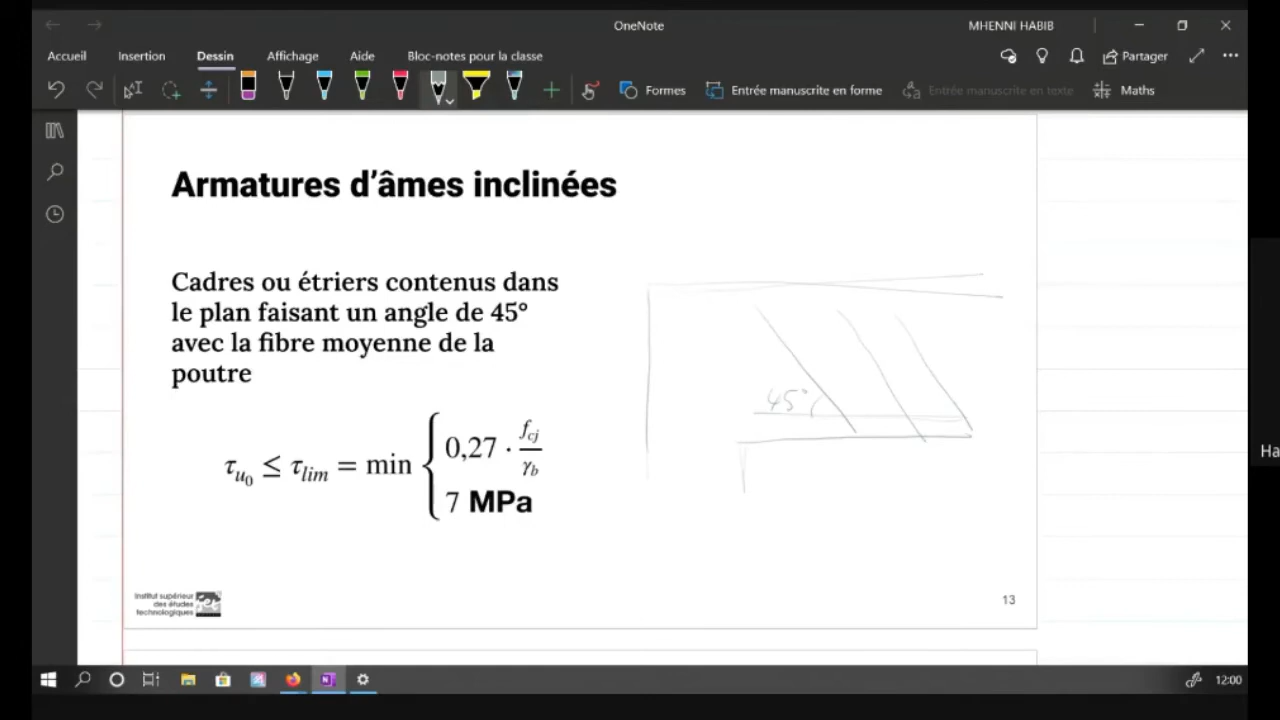 OneNote
MHENNI HABIB
Accueil Insertion Dessin Affichage Aide Bloc-notes pour la classe Partager
Formes Entrée manuscrite en forme Entrée manuscrite en texte Maths
Armatures d'âmes inclinées
Cadres ou étriers contenus dans
le plan faisant un angle de 45°
avec la fibre moyenne de la
poutre
τu0 ≤ τlim = min { 0,27 · fcj / γb
7 MPa
45°
Institut supérieur
des études
technologiques
13
Ha
12:00